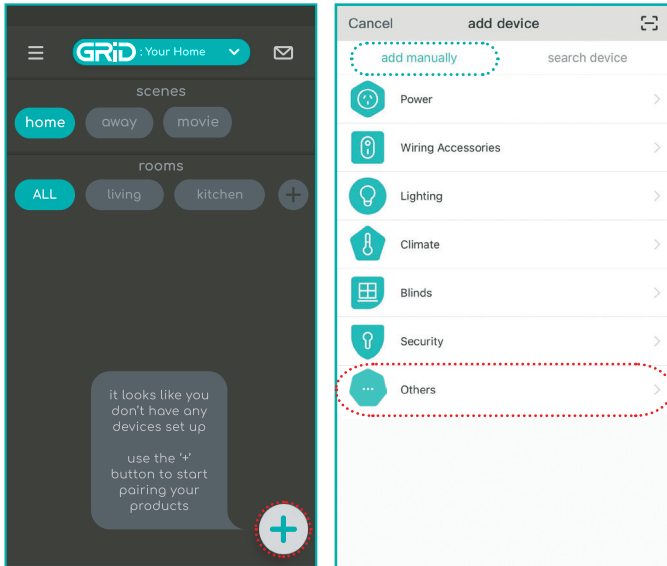 GRiD : Your Home
scenes
home away movie
rooms
ALL living kitchen +
it looks like you
don't have any
devices set up
use the '+'
button to start
pairing your
products
+
Cancel add device
add manually search device
Power
Wiring Accessories
Lighting
Climate
Blinds
Security
Others